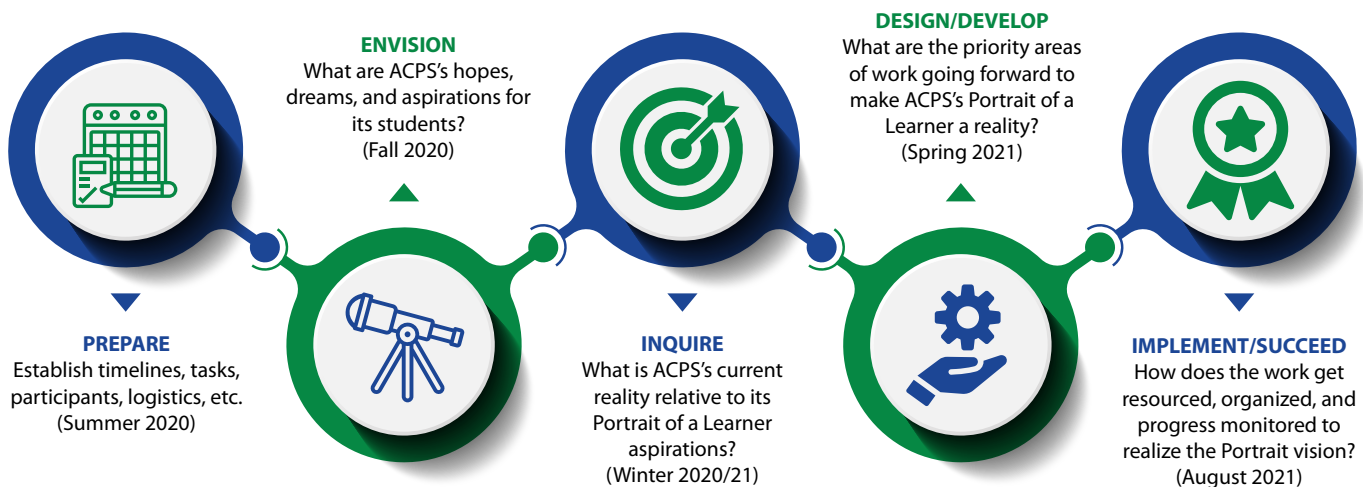 PREPARE
Establish timelines, tasks,
participants, logistics, etc.
(Summer 2020)
ENVISION
What are ACPS’s hopes,
dreams, and aspirations for
its students?
(Fall 2020)
INQUIRE
What is ACPS’s current
reality relative to its
Portrait of a Learner
aspirations?
(Winter 2020/21)
DESIGN/DEVELOP
What are the priority areas
of work going forward to
make ACPS’s Portrait of a
Learner a reality?
(Spring 2021)
IMPLEMENT/SUCCEED
How does the work get
resourced, organized, and
progress monitored to
realize the Portrait vision?
(August 2021)